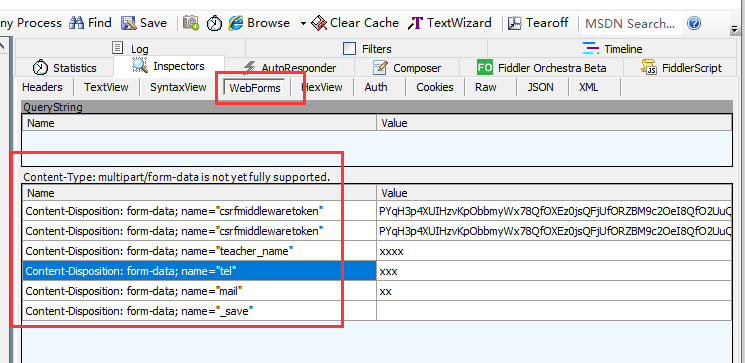 ny Process Find Save Browse Clear Cache TextWizard Tearoff MSDN Search...
Log Filters Timeline
Statistics Inspectors AutoResponder Composer FO Fiddler Orchestra Beta JS FiddlerScript
Headers TextView SyntaxView WebForms HexView Auth Cookies Raw JSON XML
QueryString
Name Value
Content-Type: multipart/form-data is not yet fully supported.
Name Value
Content-Disposition: form-data; name="csrfmiddlewaretoken" PYqH3p4XUIHzvKpObbmyWx78QfOXEz0jsQFjUfORZBM9c2OeI8QfO2UuQ
Content-Disposition: form-data; name="csrfmiddlewaretoken" PYqH3p4XUIHzvKpObbmyWx78QfOXEz0jsQFjUfORZBM9c2OeI8QfO2UuQ
Content-Disposition: form-data; name="teacher_name" xxxx
Content-Disposition: form-data; name="tel" xxx
Content-Disposition: form-data; name="mail" xx
Content-Disposition: form-data; name="_save"